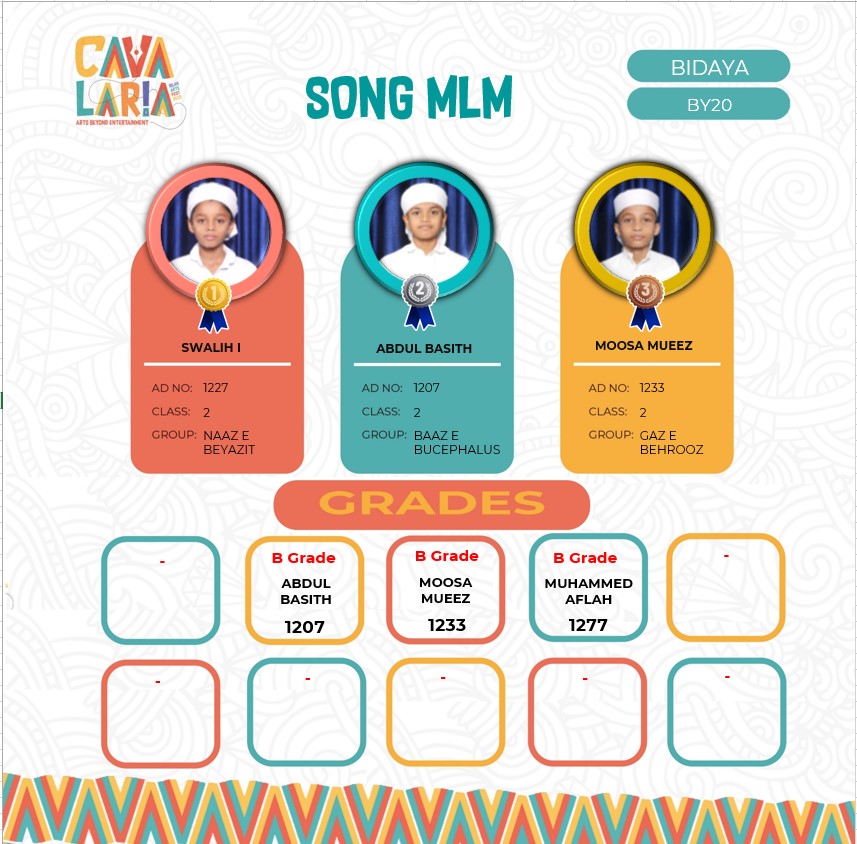 CAVA
LARIA
ARTS BEYOND ENTERTAINMENT
SONG MLM
BIDAYA
BY20
1
SWALIH I
AD NO: 1227
CLASS: 2
GROUP: NAAZ E
BEYAZIT
2
ABDUL BASITH
AD NO: 1207
CLASS: 2
GROUP: BAAZ E
BUCEPHALUS
3
MOOSA MUEEZ
AD NO: 1233
CLASS: 2
GROUP: GAZ E
BEHROOZ
GRADES
-
B Grade
ABDUL
BASITH
1207
B Grade
MOOSA
MUEEZ
1233
B Grade
MUHAMMED
AFLAH
1277
-
-
-
-
-
-